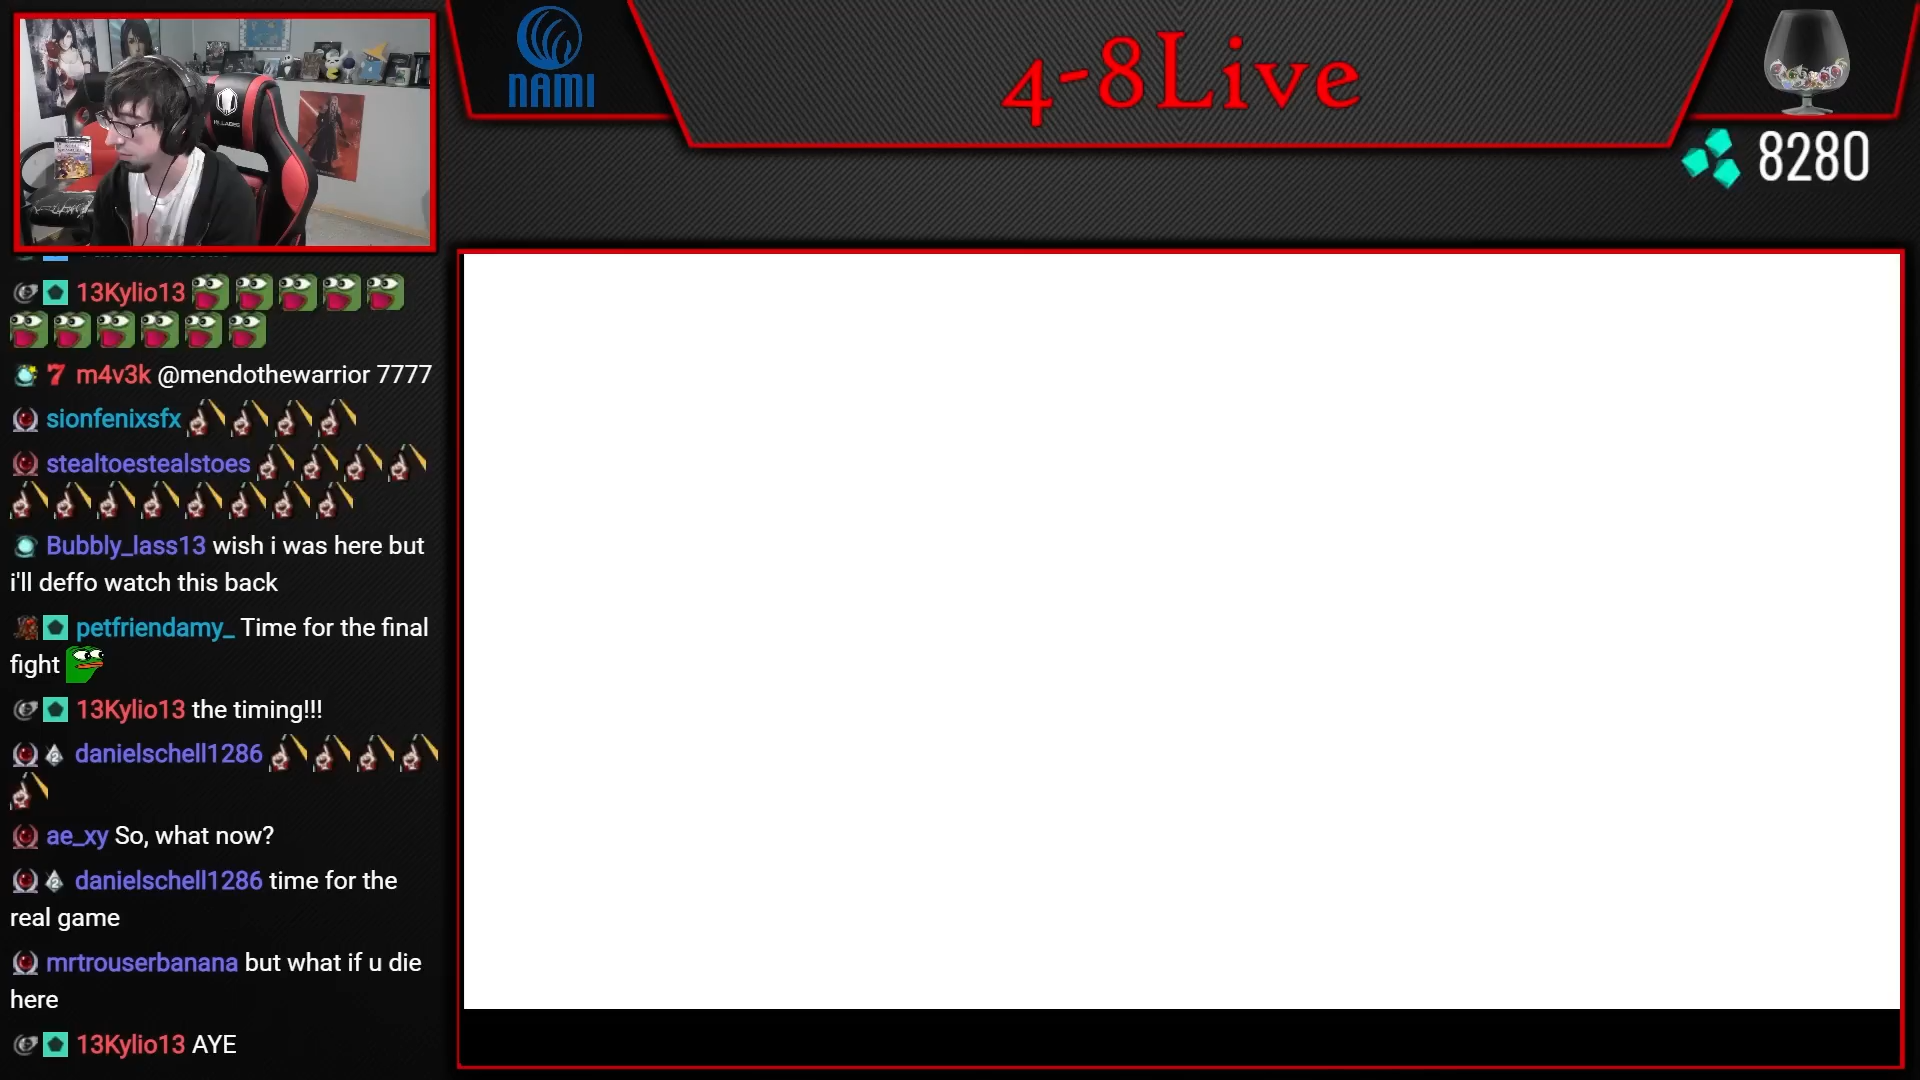 NAMI
4-8Live
8280
13Kylio13
m4v3k @mendothewarrior 7777
sionfenixsfx
stealtoestealstoes
Bubbly_lass13 wish i was here but
i'll deffo watch this back
petfriendamy_ Time for the final
fight
13Kylio13 the timing!!!
danielschell1286
ae_xy So, what now?
danielschell1286 time for the
real game
mrtrouserbanana but what if u die
here
13Kylio13 AYE